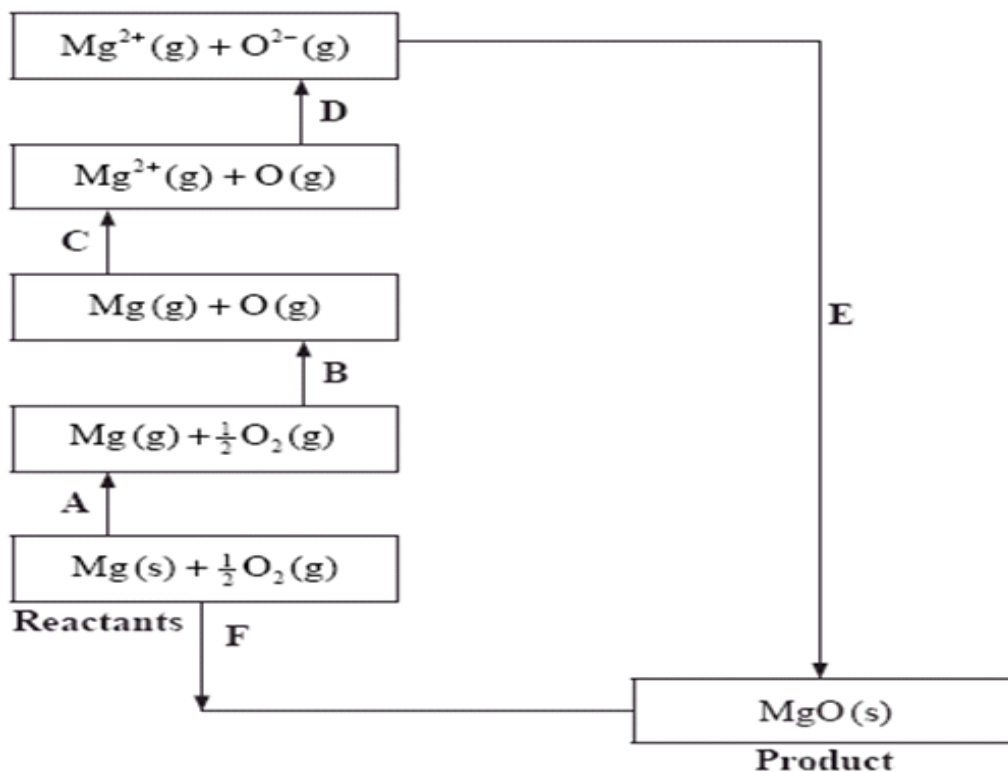 Mg²⁺(g) + O²⁻(g)
D
Mg²⁺(g) + O(g)
C
Mg(g) + O(g)
E
B
Mg(g) + ½O₂(g)
A
Mg(s) + ½O₂(g)
Reactants
F
MgO(s)
Product